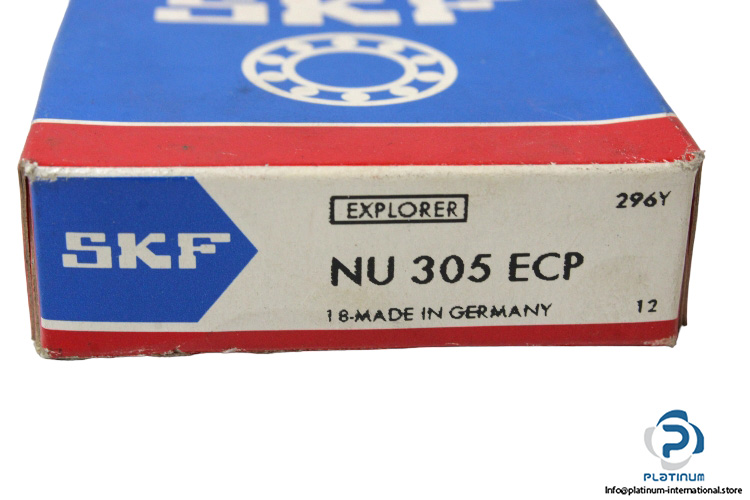 SKF
EXPLORER
296Y
SKF
NU 305 ECP
18-MADE IN GERMANY
12
PLATINUM
Info@platinum-international.store